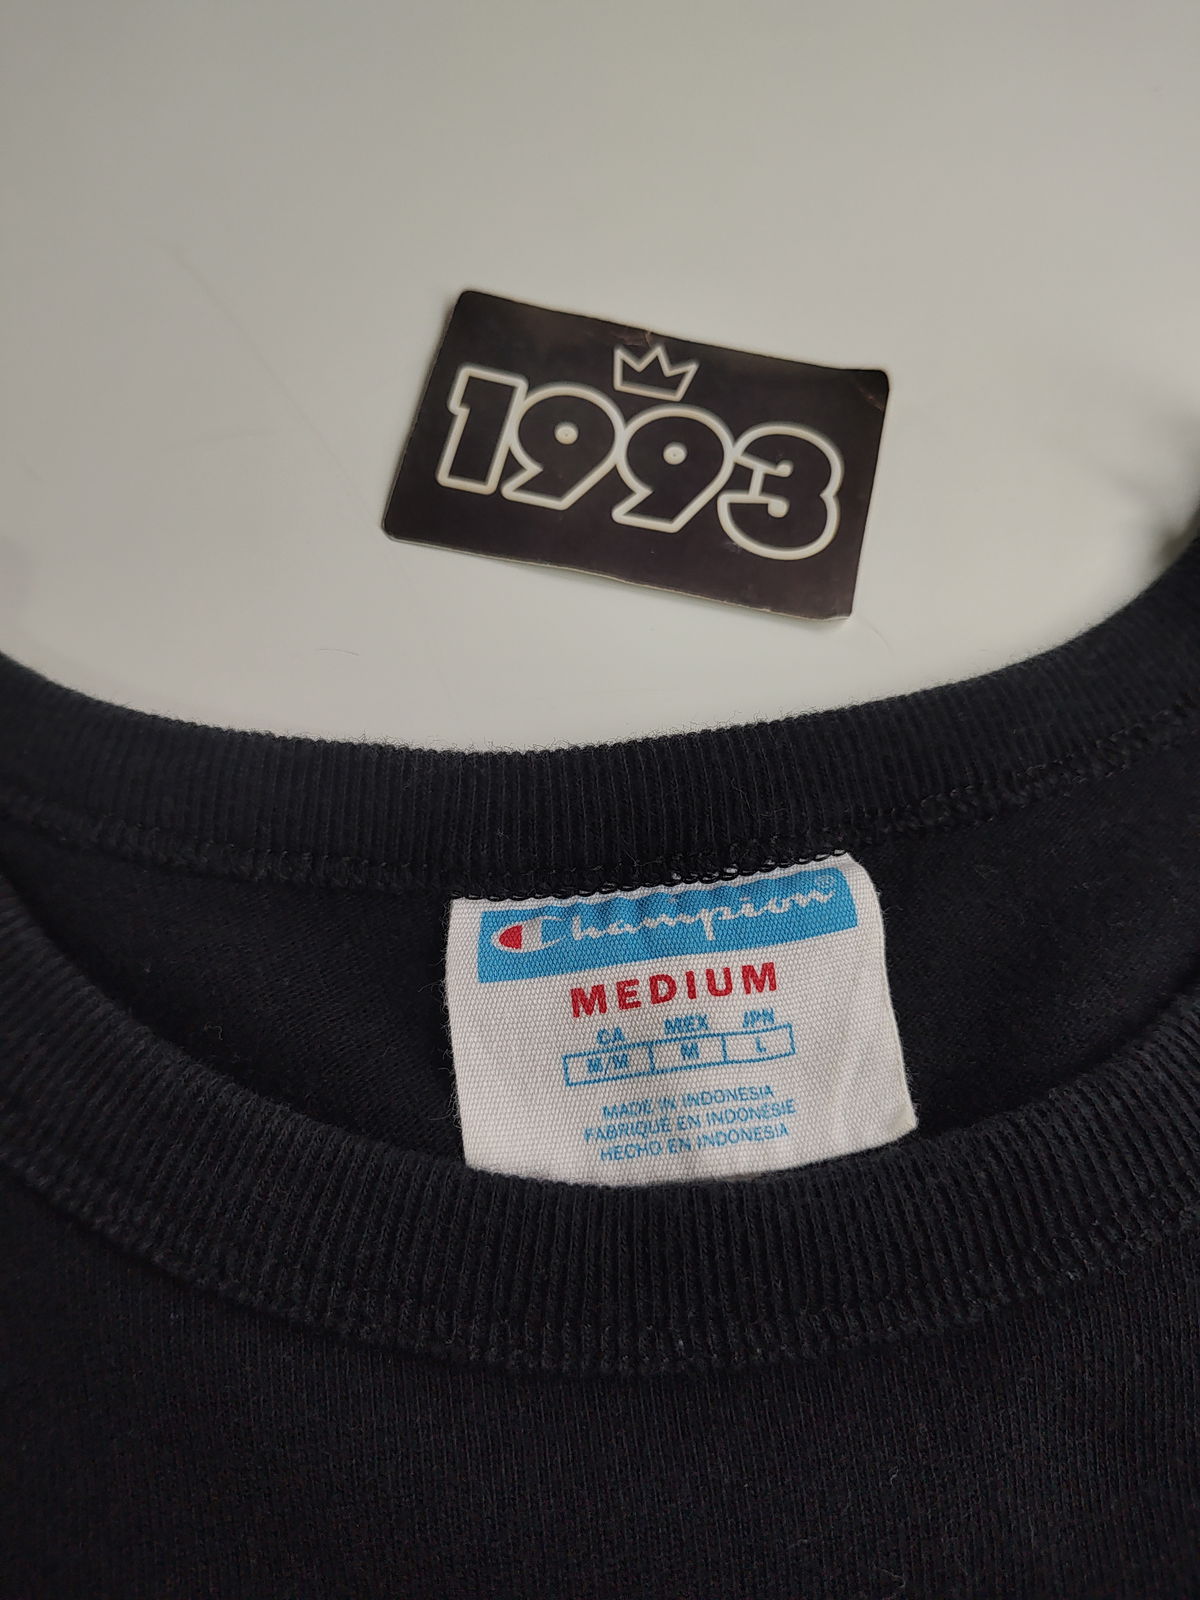 1993
Champion
MEDIUM
CA MEX JPN
M/M M L
MADE IN INDONESIA
FABRIQUE EN INDONESIE
HECHO EN INDONESIA